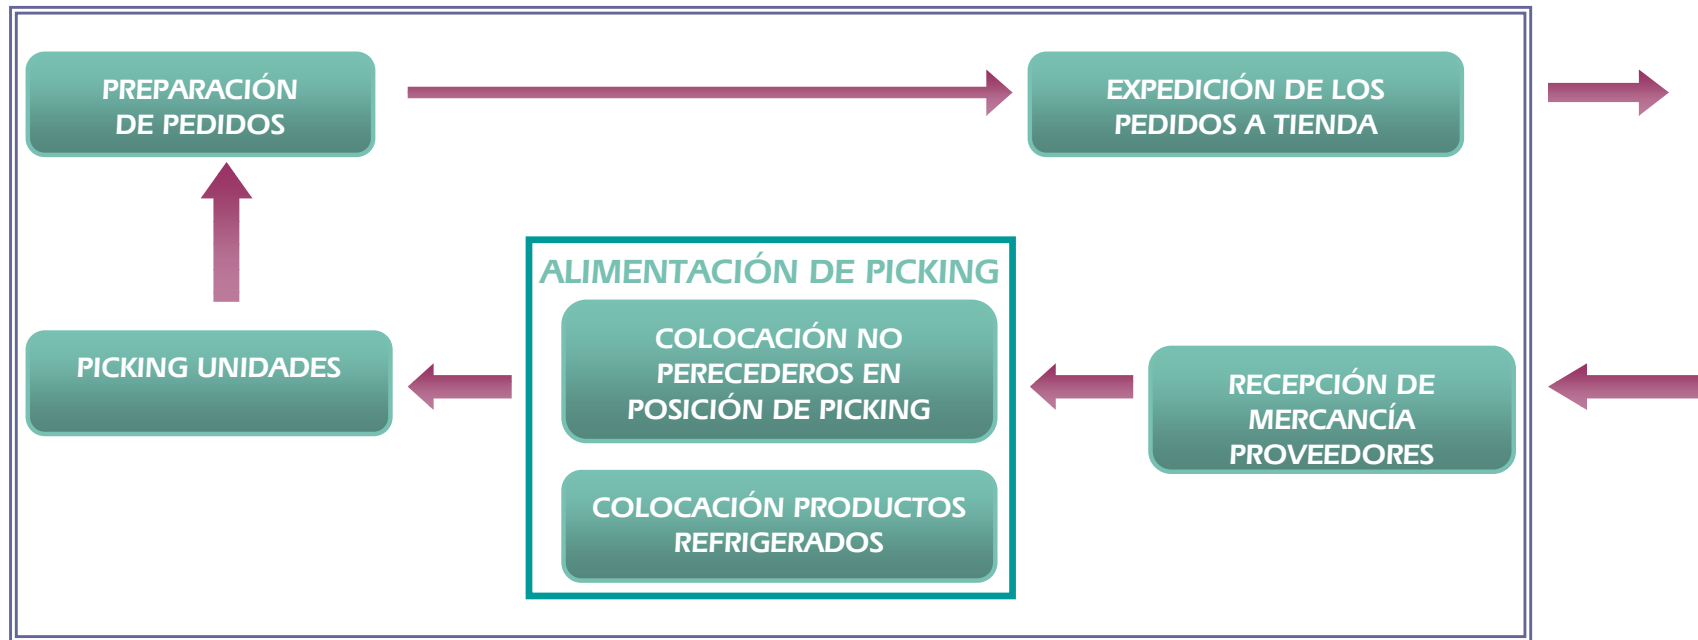 PREPARACIÓN
DE PEDIDOS
EXPEDICIÓN DE LOS
PEDIDOS A TIENDA
ALIMENTACIÓN DE PICKING
COLOCACIÓN NO
PERECEDEROS EN
POSICIÓN DE PICKING
PICKING UNIDADES
RECEPCIÓN DE
MERCANCÍA
PROVEEDORES
COLOCACIÓN PRODUCTOS
REFRIGERADOS